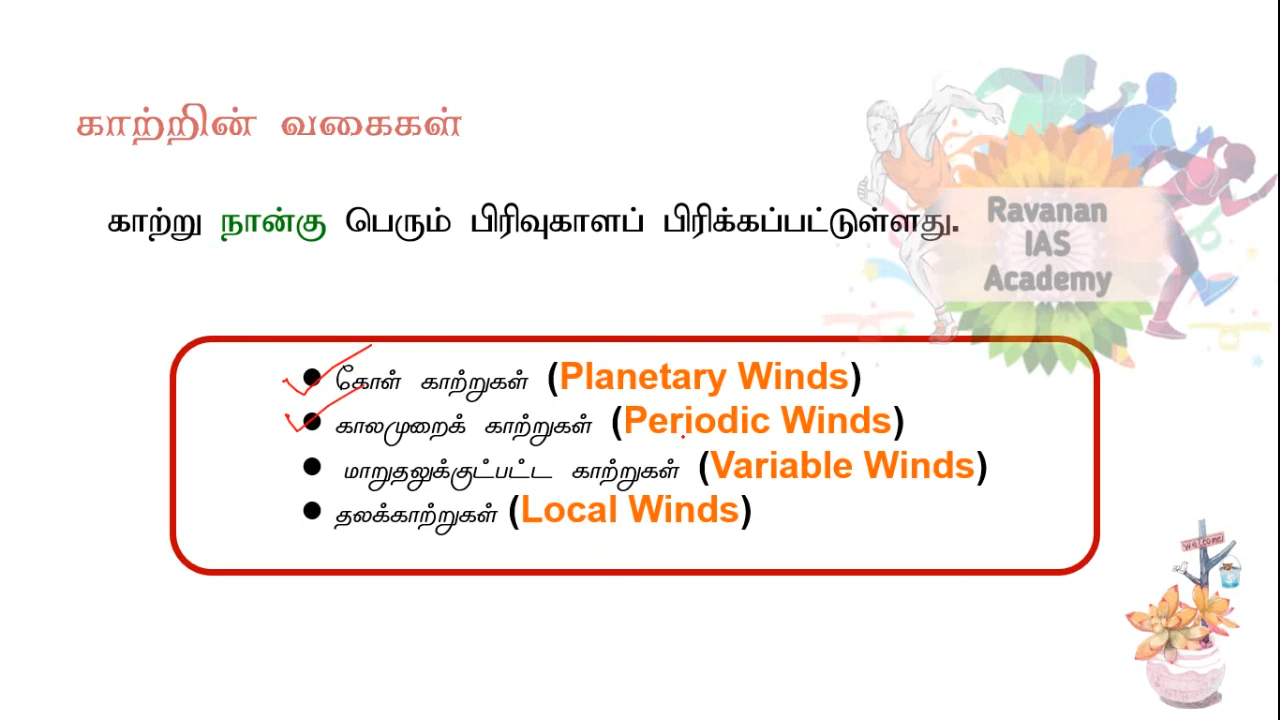 காற்றின் வகைகள்
காற்று நான்கு பெரும் பிரிவுகாளப் பிரிக்கப்பட்டுள்ளது.
Ravanan
IAS
Academy
● கோள் காற்றுகள் (Planetary Winds)
● காலமுறைக் காற்றுகள் (Periodic Winds)
● மாறுதலுக்குட்பட்ட காற்றுகள் (Variable Winds)
● தலக்காற்றுகள் (Local Winds)
welcome!